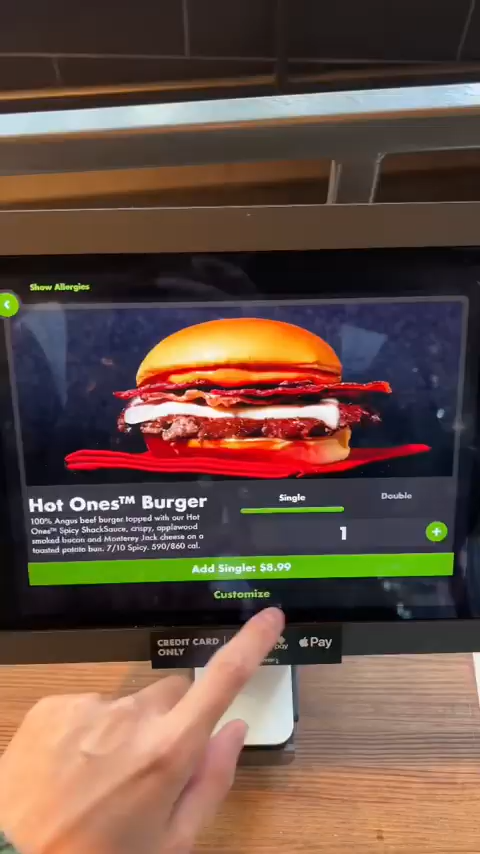 Show Allergies
Hot Ones™ Burger
100% Angus beef burger topped with our Hot
Ones™ Spicy ShackSauce, crispy, applewood
smoked bacon and Monterey Jack cheese on a
toasted potato bun. 7/10 Spicy. 590/860 cal.
Single
Double
1
Add Single: $8.99
Customize
CREDIT CARD
ONLY
Pay